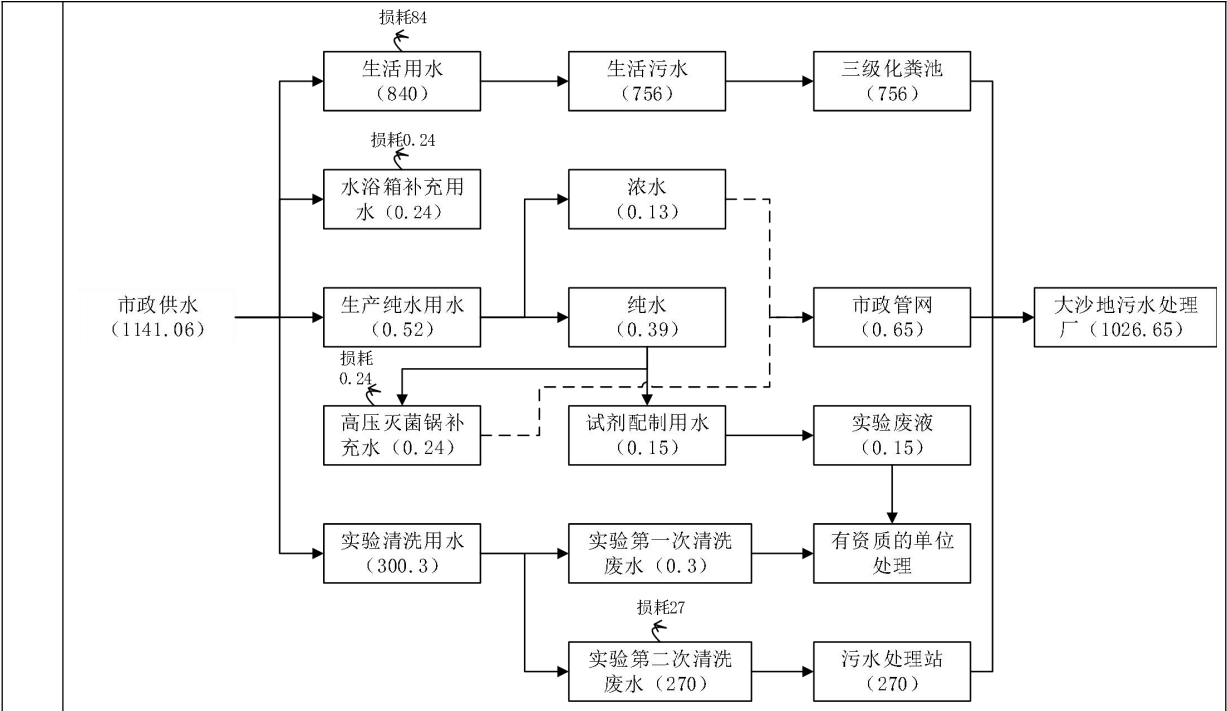 损耗84
生活用水
（840）
生活污水
（756）
三级化粪池
（756）
损耗0.24
水浴箱补充用
水（0.24）
浓水
（0.13）
市政供水
（1141.06）
生产纯水用水
（0.52）
纯水
（0.39）
市政管网
（0.65）
大沙地污水处理
厂（1026.65）
损耗
0.24
高压灭菌锅补
充水（0.24）
试剂配制用水
（0.15）
实验废液
（0.15）
实验清洗用水
（300.3）
实验第一次清洗
废水（0.3）
有资质的单位
处理
损耗27
实验第二次清洗
废水（270）
污水处理站
（270）